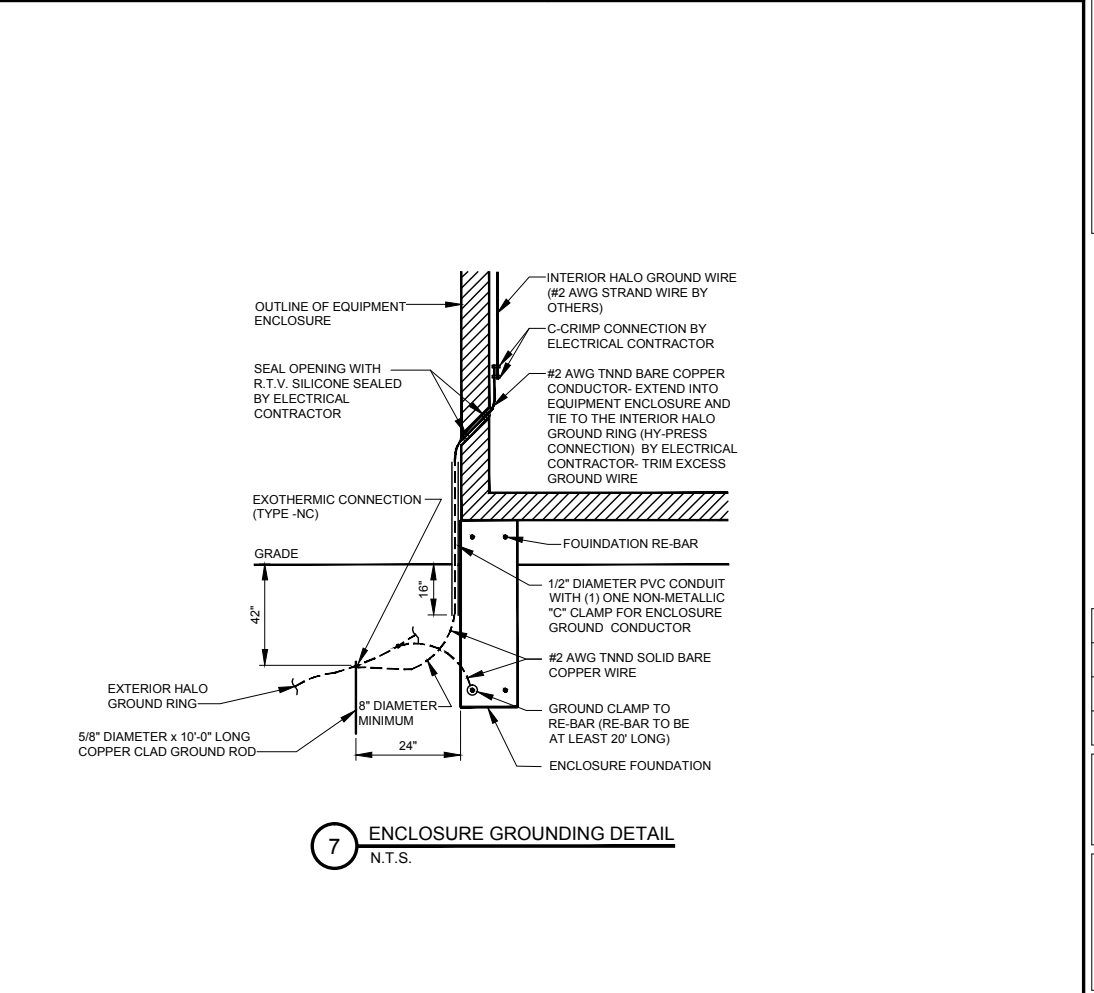 OUTLINE OF EQUIPMENT
ENCLOSURE
SEAL OPENING WITH
R.T.V. SILICONE SEALED
BY ELECTRICAL
CONTRACTOR
EXOTHERMIC CONNECTION
(TYPE -NC)
GRADE
42"
16"
EXTERIOR HALO
GROUND RING
5/8" DIAMETER x 10'-0" LONG
COPPER CLAD GROUND ROD
8" DIAMETER
MINIMUM
24"
INTERIOR HALO GROUND WIRE
(#2 AWG STRAND WIRE BY
OTHERS)
C-CRIMP CONNECTION BY
ELECTRICAL CONTRACTOR
#2 AWG TNND BARE COPPER
CONDUCTOR- EXTEND INTO
EQUIPMENT ENCLOSURE AND
TIE TO THE INTERIOR HALO
GROUND RING (HY-PRESS
CONNECTION) BY ELECTRICAL
CONTRACTOR- TRIM EXCESS
GROUND WIRE
FOUINDATION RE-BAR
1/2" DIAMETER PVC CONDUIT
WITH (1) ONE NON-METALLIC
"C" CLAMP FOR ENCLOSURE
GROUND CONDUCTOR
#2 AWG TNND SOLID BARE
COPPER WIRE
GROUND CLAMP TO
RE-BAR (RE-BAR TO BE
AT LEAST 20' LONG)
ENCLOSURE FOUNDATION
7
ENCLOSURE GROUNDING DETAIL
N.T.S.